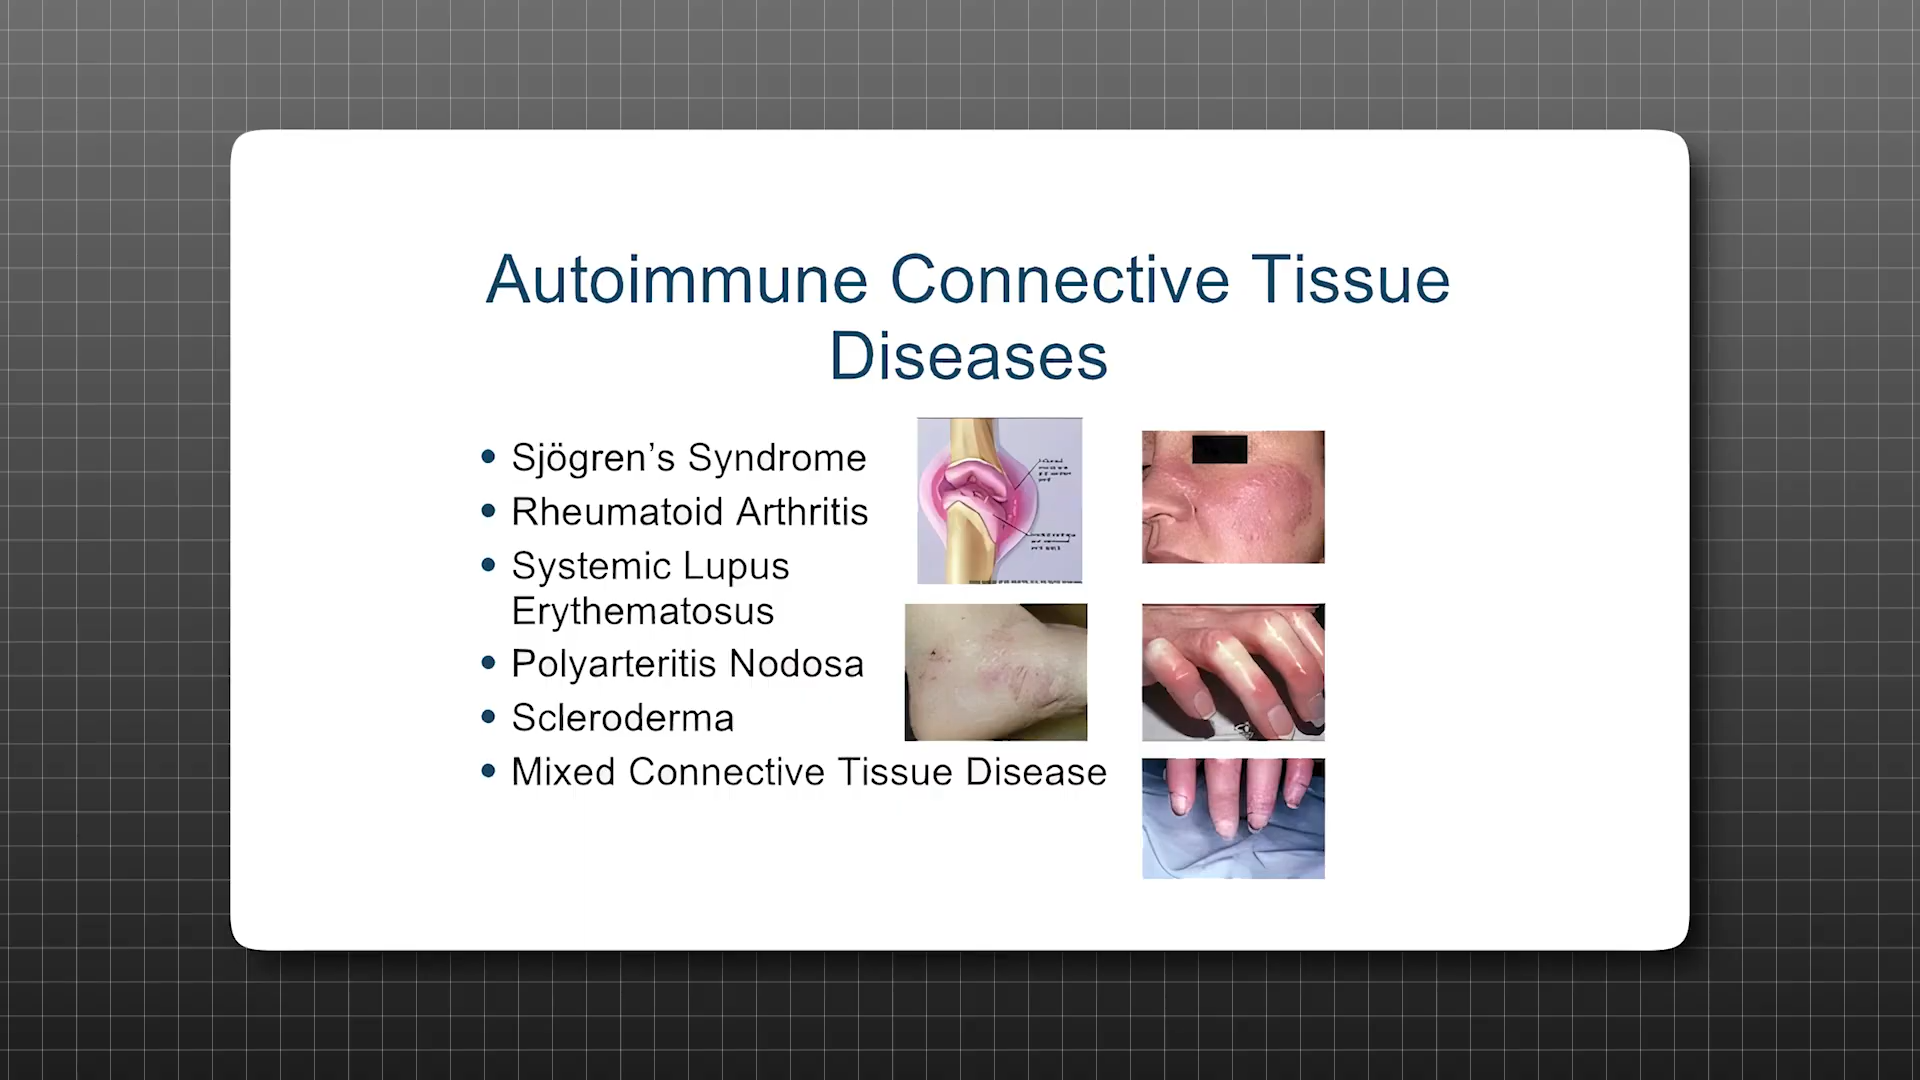 Autoimmune Connective Tissue
Diseases
• Sjögren’s Syndrome
• Rheumatoid Arthritis
• Systemic Lupus
Erythematosus
• Polyarteritis Nodosa
• Scleroderma
• Mixed Connective Tissue Disease